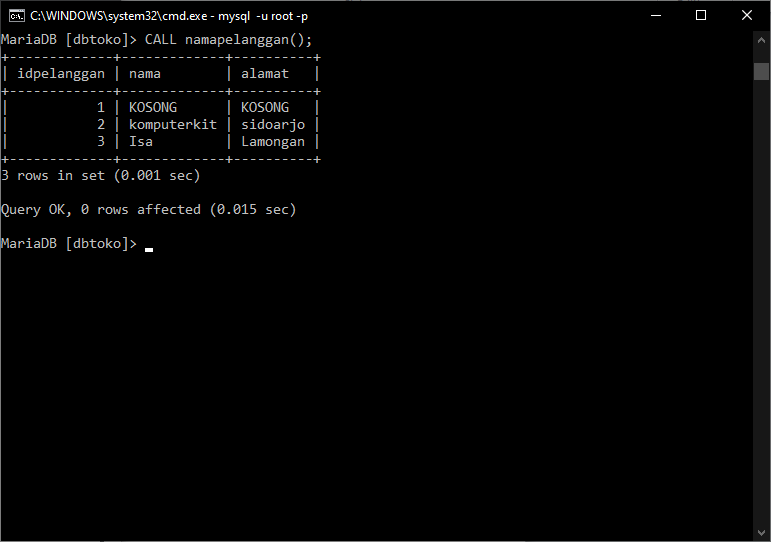 C:\WINDOWS\system32\cmd.exe - mysql  -u root -p
MariaDB [dbtoko]> CALL namapelanggan();
+-------------+-------------+----------+
| idpelanggan | nama        | alamat   |
+-------------+-------------+----------+
|           1 | KOSONG      | KOSONG   |
|           2 | komputerkit | sidoarjo |
|           3 | Isa         | Lamongan |
+-------------+-------------+----------+
3 rows in set (0.001 sec)
Query OK, 0 rows affected (0.015 sec)
MariaDB [dbtoko]>